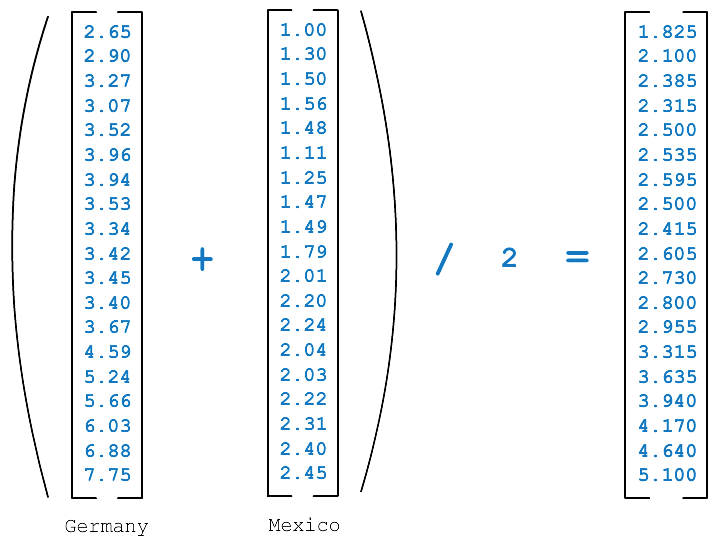 2.65 1.00 1.825
2.90 1.30 2.100
3.27 1.50 2.385
3.07 1.56 2.315
3.52 1.48 2.500
3.96 1.11 2.535
3.94 1.25 2.595
3.53 1.47 2.500
3.34 1.49 2.415
3.42 + 1.79 / 2 = 2.605
3.45 2.01 2.730
3.40 2.20 2.800
3.67 2.24 2.955
4.59 2.04 3.315
5.24 2.03 3.635
5.66 2.22 3.940
6.03 2.31 4.170
6.88 2.40 4.640
7.75 2.45 5.100
Germany Mexico